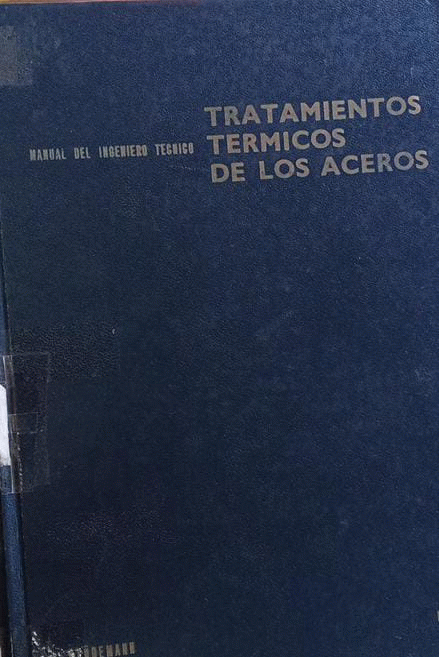 TRATAMIENTOS
MANUAL DEL INGENIERO TECNICO TERMICOS
DE LOS ACEROS